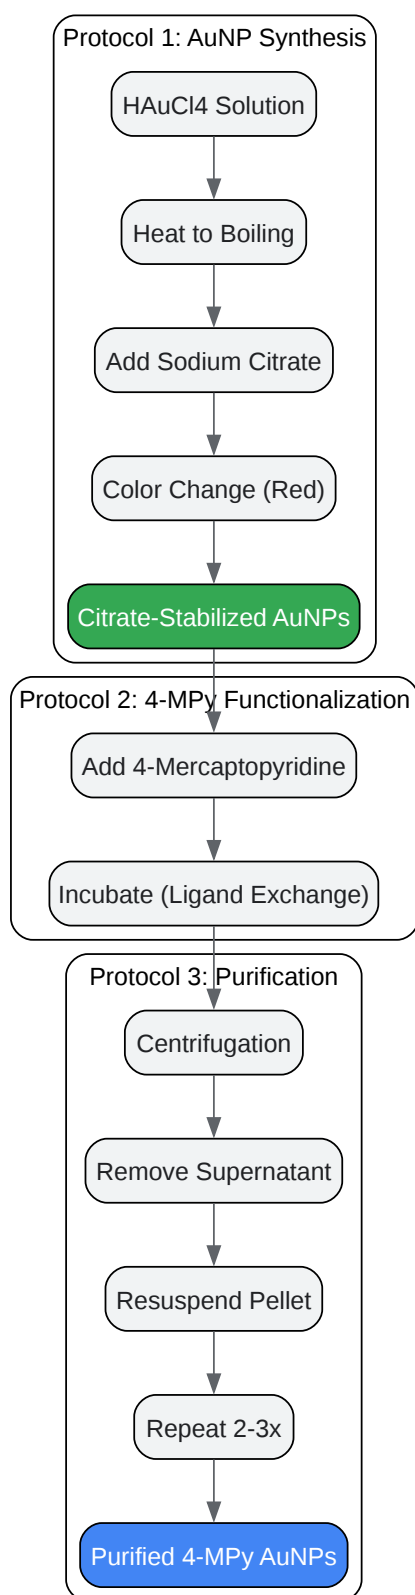 Protocol 1: AuNP Synthesis
HAuCl4 Solution
Heat to Boiling
Add Sodium Citrate
Color Change (Red)
Citrate-Stabilized AuNPs
Protocol 2: 4-MPy Functionalization
Add 4-Mercaptopyridine
Incubate (Ligand Exchange)
Protocol 3: Purification
Centrifugation
Remove Supernatant
Resuspend Pellet
Repeat 2-3x
Purified 4-MPy AuNPs